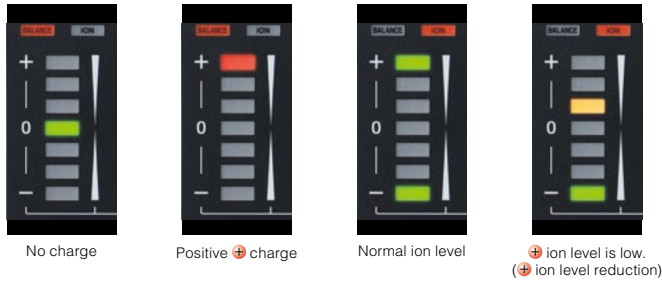 BALANCE ION
+
0
−
No charge
BALANCE ION
+
0
−
Positive ⊕ charge
BALANCE ION
+
0
−
Normal ion level
BALANCE ION
+
0
−
⊕ ion level is low.
(⊕ ion level reduction)